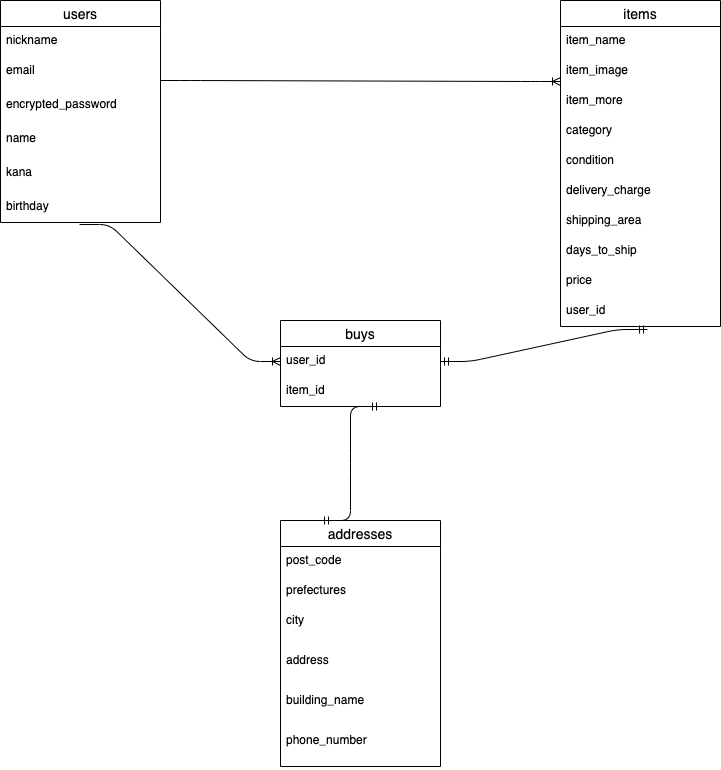 users
nickname
email
encrypted_password
name
kana
birthday
items
item_name
item_image
item_more
category
condition
delivery_charge
shipping_area
days_to_ship
price
user_id
buys
user_id
item_id
addresses
post_code
prefectures
city
address
building_name
phone_number